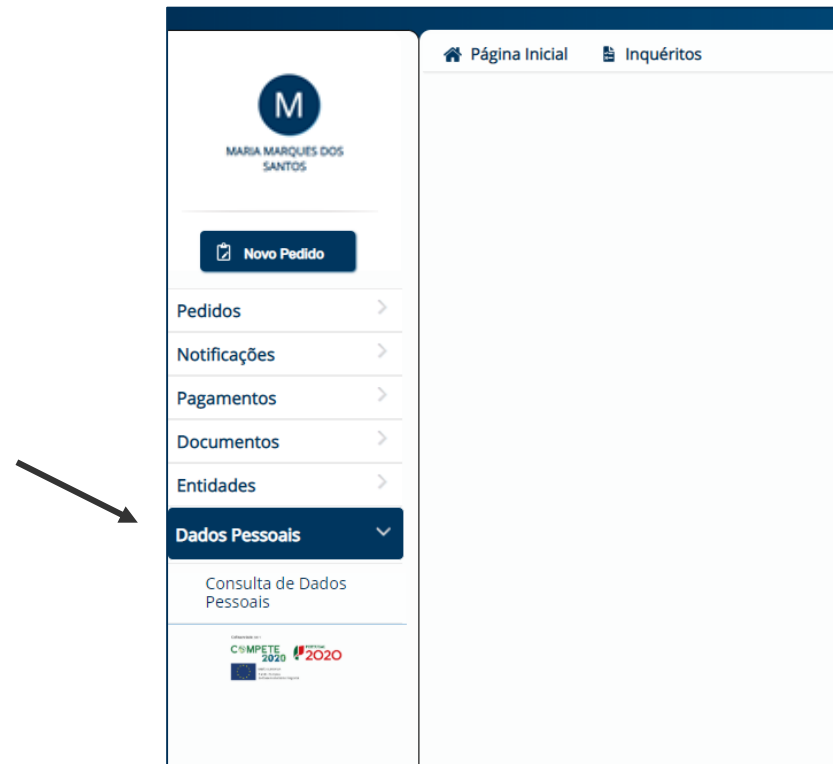 Página Inicial Inquéritos
M
MARIA MARQUES DOS
SANTOS
Novo Pedido
Pedidos
Notificações
Pagamentos
Documentos
Entidades
Dados Pessoais
Consulta de Dados
Pessoais
COMPETE
2020
PORTUGAL
2020